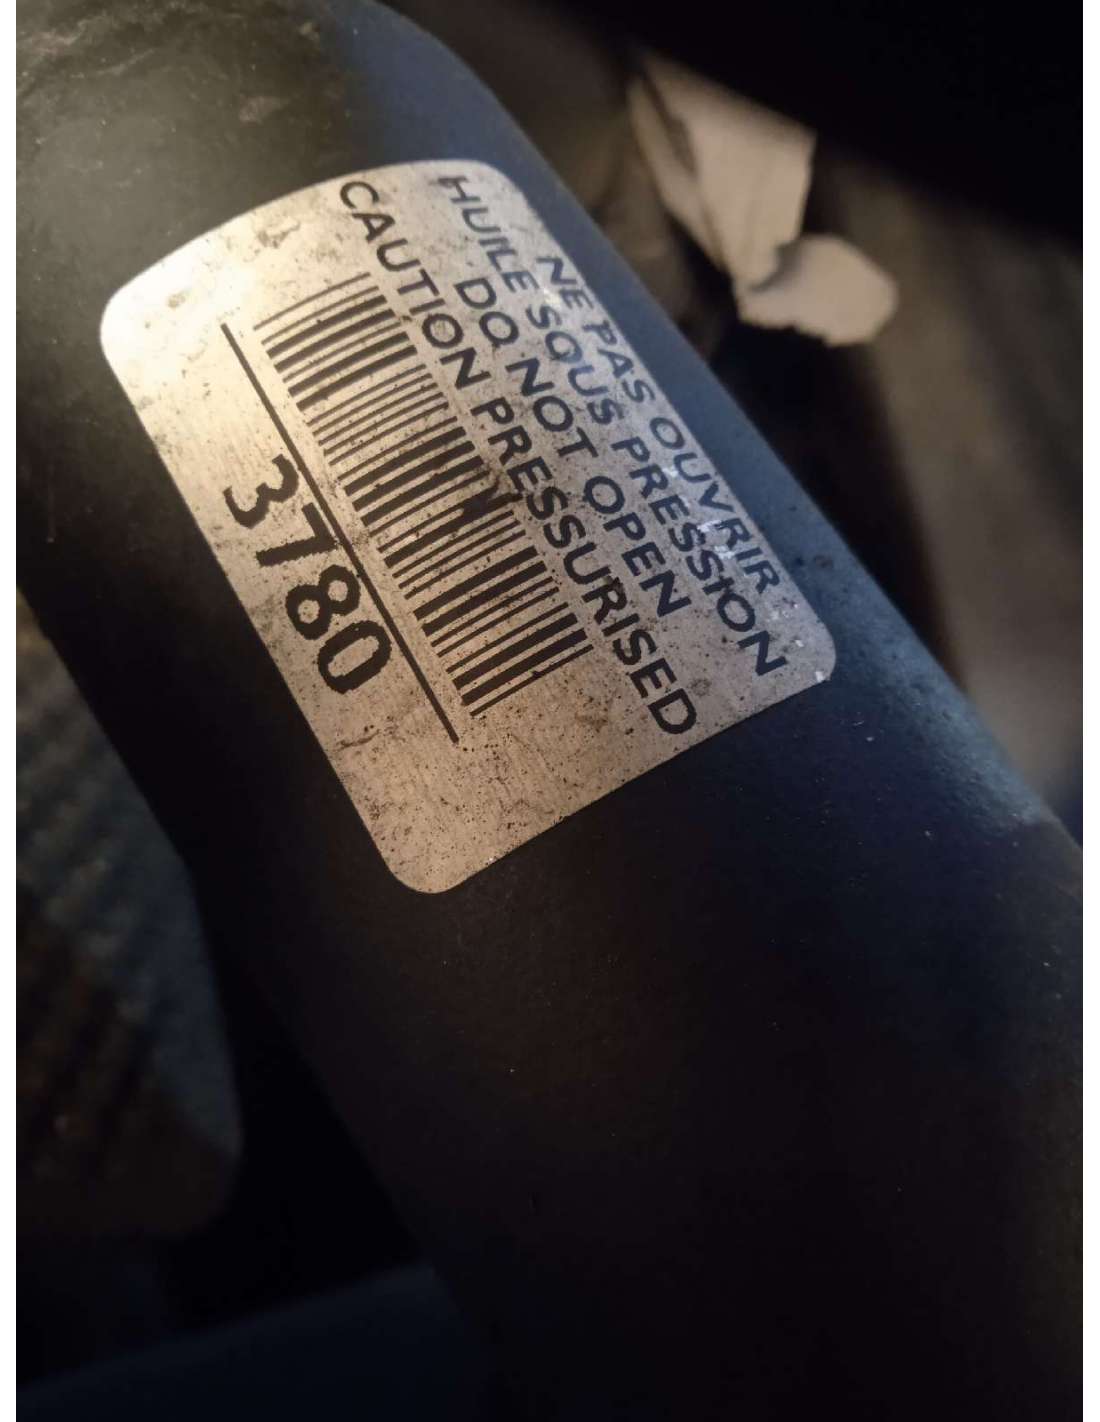 NE PAS OUVRIR
HUILE SOUS PRESSION
DO NOT OPEN
CAUTION PRESSURISED
3780